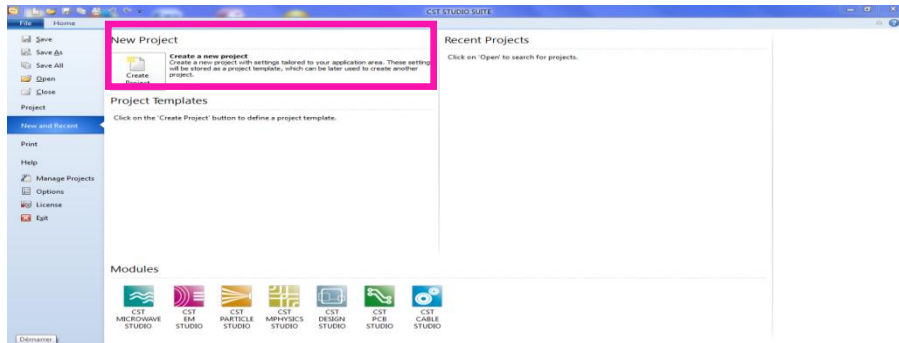 CST STUDIO SUITE
File
Home
Save
Save As
Save All
Open
Close
Project
New and Recent
Print
Help
Manage Projects
Options
License
Exit
New Project
Create Project
Create a new project
Create a new project with settings tailored to your application area. These setting
will be stored as a project template, which can be later used to create another
project.
Project Templates
Click on the 'Create Project' button to define a project template.
Recent Projects
Click on 'Open' to search for projects.
Modules
CST MICROWAVE STUDIO
CST EM STUDIO
CST PARTICLE STUDIO
CST MPHYSICS STUDIO
CST DESIGN STUDIO
CST PCB STUDIO
CST CABLE STUDIO
Démarrer